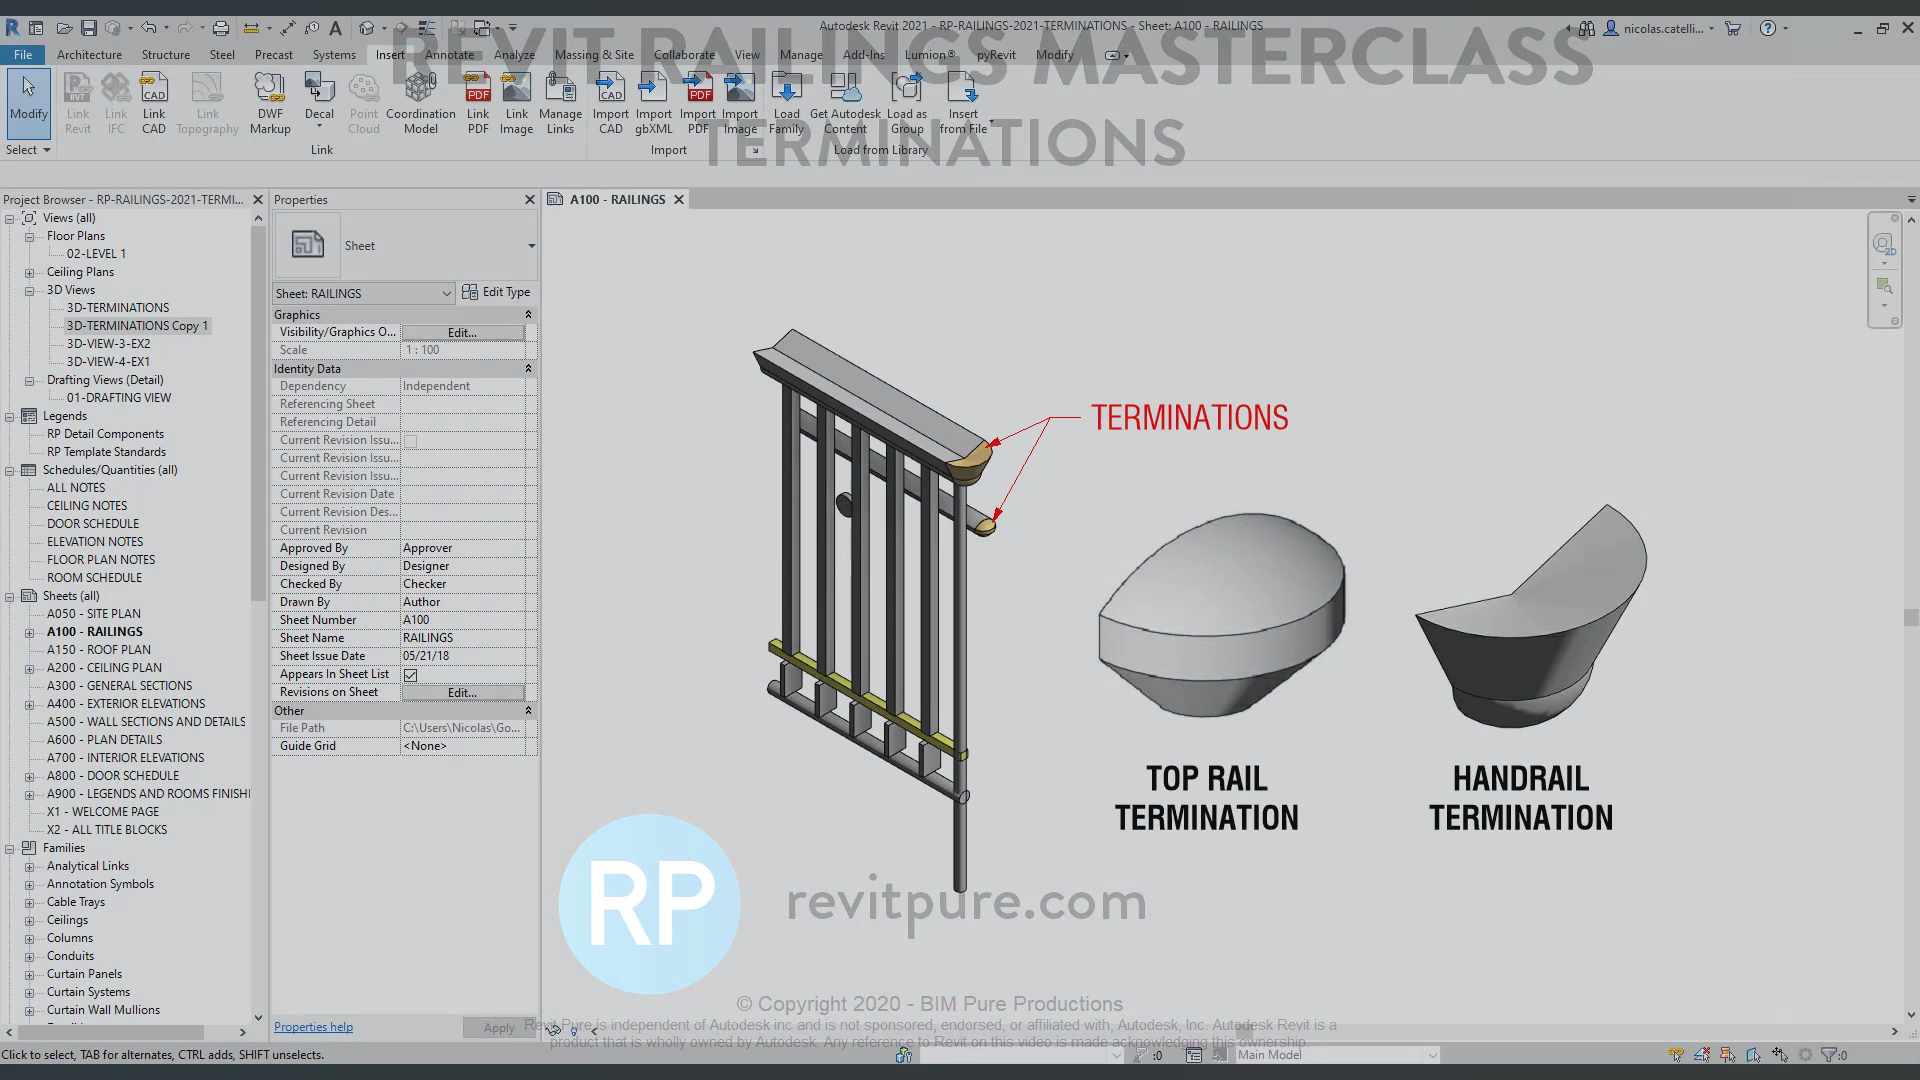 Autodesk Revit 2021 - RP-RAILINGS-2021-TERMINATIONS - Sheet: A100 - RAILINGS
nicolas.catelli...
REVIT RAILINGS MASTERCLASS
TERMINATIONS
File Architecture Structure Steel Precast Systems Insert Annotate Analyze Massing & Site Collaborate View Manage Add-Ins Lumion® pyRevit Modify
Modify
Link Revit
Link IFC
Link CAD
Link Topography
DWF Markup
Decal
Point Cloud
Coordination Model
Link PDF
Link Image
Manage Links
Import CAD
Import gbXML
Import PDF
Import Image
Load Family
Get Autodesk Content
Load as Group
Insert from File
Select
Link
Import
Load from Library
Project Browser - RP-RAILINGS-2021-TERMI...
Views (all)
Floor Plans
02-LEVEL 1
Ceiling Plans
3D Views
3D-TERMINATIONS
3D-TERMINATIONS Copy 1
3D-VIEW-3-EX2
3D-VIEW-4-EX1
Drafting Views (Detail)
01-DRAFTING VIEW
Legends
RP Detail Components
RP Template Standards
Schedules/Quantities (all)
ALL NOTES
CEILING NOTES
DOOR SCHEDULE
ELEVATION NOTES
FLOOR PLAN NOTES
ROOM SCHEDULE
Sheets (all)
A050 - SITE PLAN
A100 - RAILINGS
A150 - ROOF PLAN
A200 - CEILING PLAN
A300 - GENERAL SECTIONS
A400 - EXTERIOR ELEVATIONS
A500 - WALL SECTIONS AND DETAILS
A600 - PLAN DETAILS
A700 - INTERIOR ELEVATIONS
A800 - DOOR SCHEDULE
A900 - LEGENDS AND ROOMS FINISH
X1 - WELCOME PAGE
X2 - ALL TITLE BLOCKS
Families
Analytical Links
Annotation Symbols
Cable Trays
Ceilings
Columns
Conduits
Curtain Panels
Curtain Systems
Curtain Wall Mullions
Properties
Sheet
Sheet: RAILINGS
Edit Type
Graphics
Visibility/Graphics O... Edit...
Scale 1 : 100
Identity Data
Dependency Independent
Referencing Sheet
Referencing Detail
Current Revision Issu...
Current Revision Issu...
Current Revision Issu...
Current Revision Date
Current Revision Des...
Current Revision
Approved By Approver
Designed By Designer
Checked By Checker
Drawn By Author
Sheet Number A100
Sheet Name RAILINGS
Sheet Issue Date 05/21/18
Appears In Sheet List
Revisions on Sheet Edit...
Other
File Path C:\Users\Nicolas\Go...
Guide Grid <None>
Properties help
Apply
A100 - RAILINGS
TERMINATIONS
TOP RAIL
TERMINATION
HANDRAIL
TERMINATION
RP
revitpure.com
© Copyright 2020 - BIM Pure Productions
Revit Pure is independent of Autodesk inc and is not sponsored, endorsed, or affiliated with, Autodesk, Inc. Autodesk Revit is a
product that is wholly owned by Autodesk. Any reference to Revit on this video is made acknowledging this ownership.
Click to select, TAB for alternates, CTRL adds, SHIFT unselects.
:0
Main Model
:0